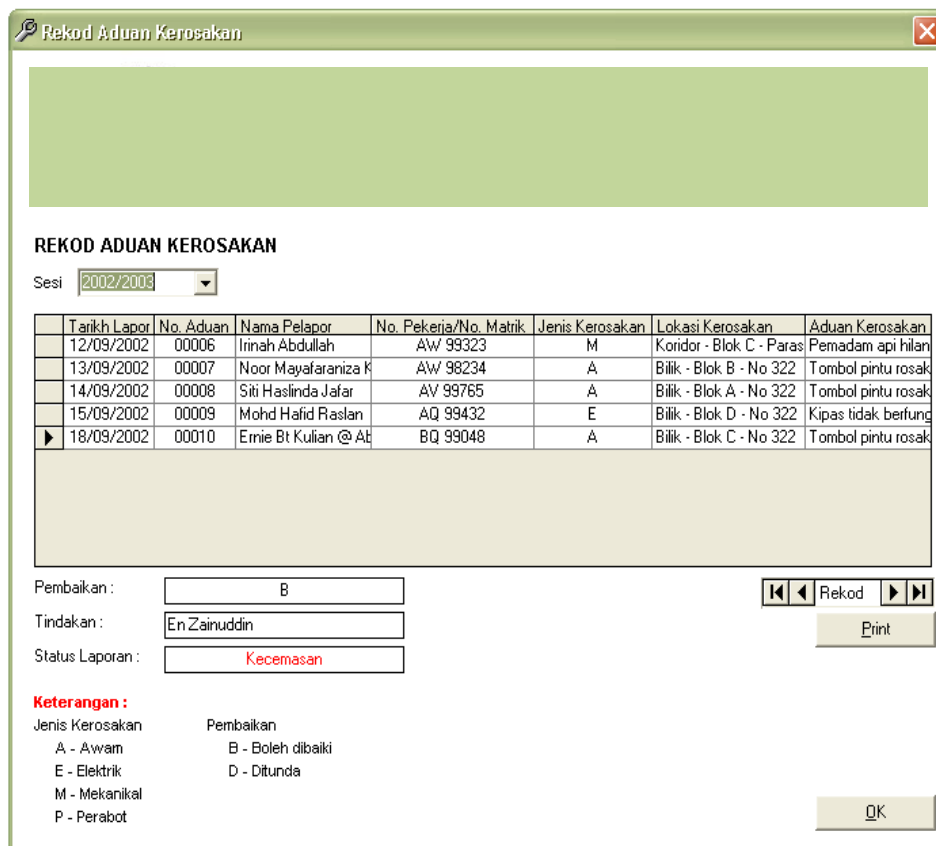 Rekod Aduan Kerosakan
REKOD ADUAN KEROSAKAN
Sesi 2002/2003
Tarikh Lapor No. Aduan Nama Pelapor No. Pekerja/No. Matrik Jenis Kerosakan Lokasi Kerosakan Aduan Kerosakan
12/09/2002 00006 Irinah Abdullah AW 99323 M Koridor - Blok C - Paras Pemadam api hilan
13/09/2002 00007 Noor Mayafaraniza K AW 98234 A Bilik - Blok B - No 322 Tombol pintu rosak
14/09/2002 00008 Siti Haslinda Jafar AV 99765 A Bilik - Blok A - No 322 Tombol pintu rosak
15/09/2002 00009 Mohd Hafid Raslan AQ 99432 E Bilik - Blok D - No 322 Kipas tidak berfung
18/09/2002 00010 Ernie Bt Kulian @ Ab BQ 99048 A Bilik - Blok C - No 322 Tombol pintu rosak
Pembaikan : B Rekod
Tindakan : En Zainuddin Print
Status Laporan : Kecemasan
Keterangan :
Jenis Kerosakan Pembaikan
A - Awam B - Boleh dibaiki
E - Elektrik D - Ditunda
M - Mekanikal
P - Perabot OK